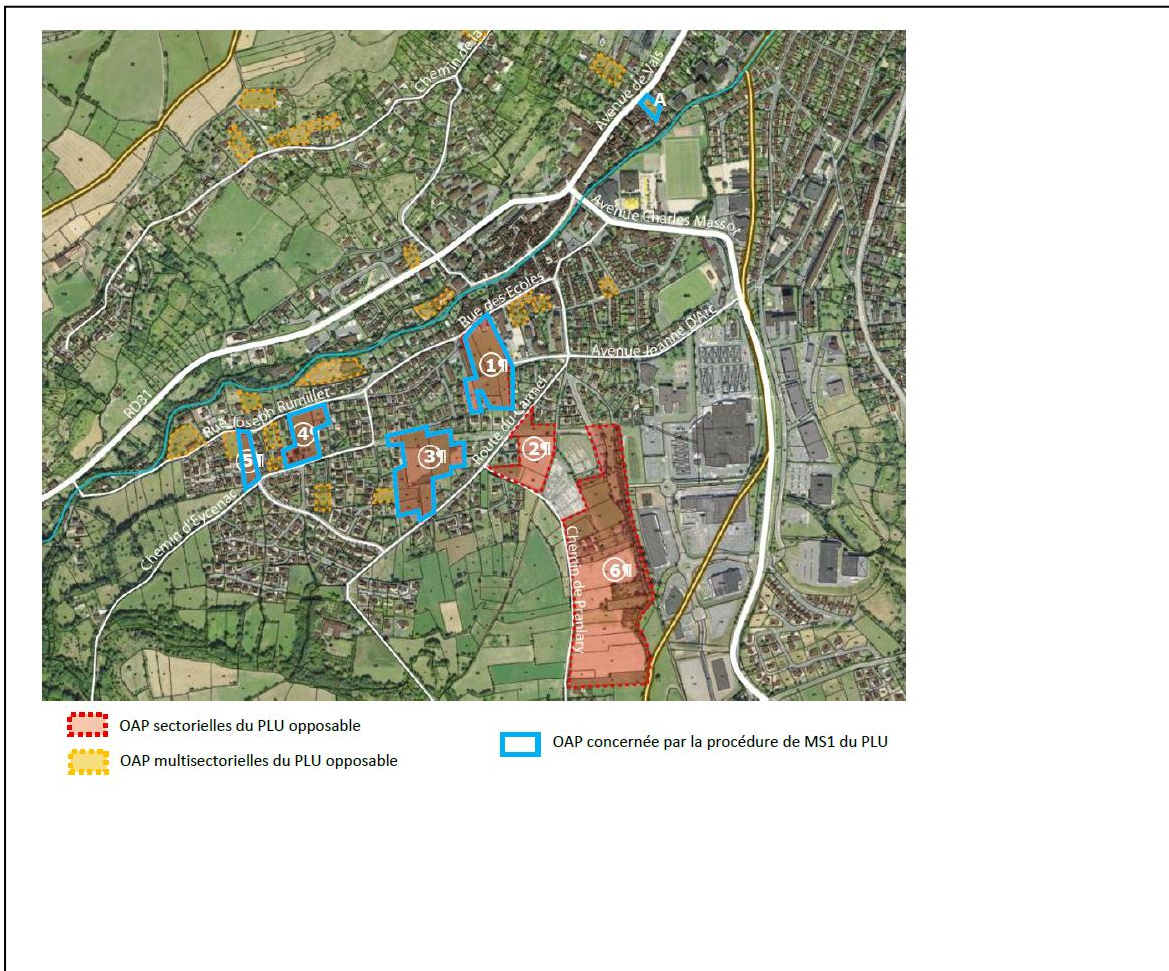 Chemin de la
Avenue de Vals
A
Avenue Charles Massot
Rue des Ecoles
1¶
Avenue Jeanne D'Arc
RD31
Rue Joseph Rumillet
Route du Carmel
4¶
2¶
3¶
5¶
Chemin d'Eycenac
Chemin de Pranlary
6¶
OAP sectorielles du PLU opposable
OAP concernée par la procédure de MS1 du PLU
OAP multisectorielles du PLU opposable